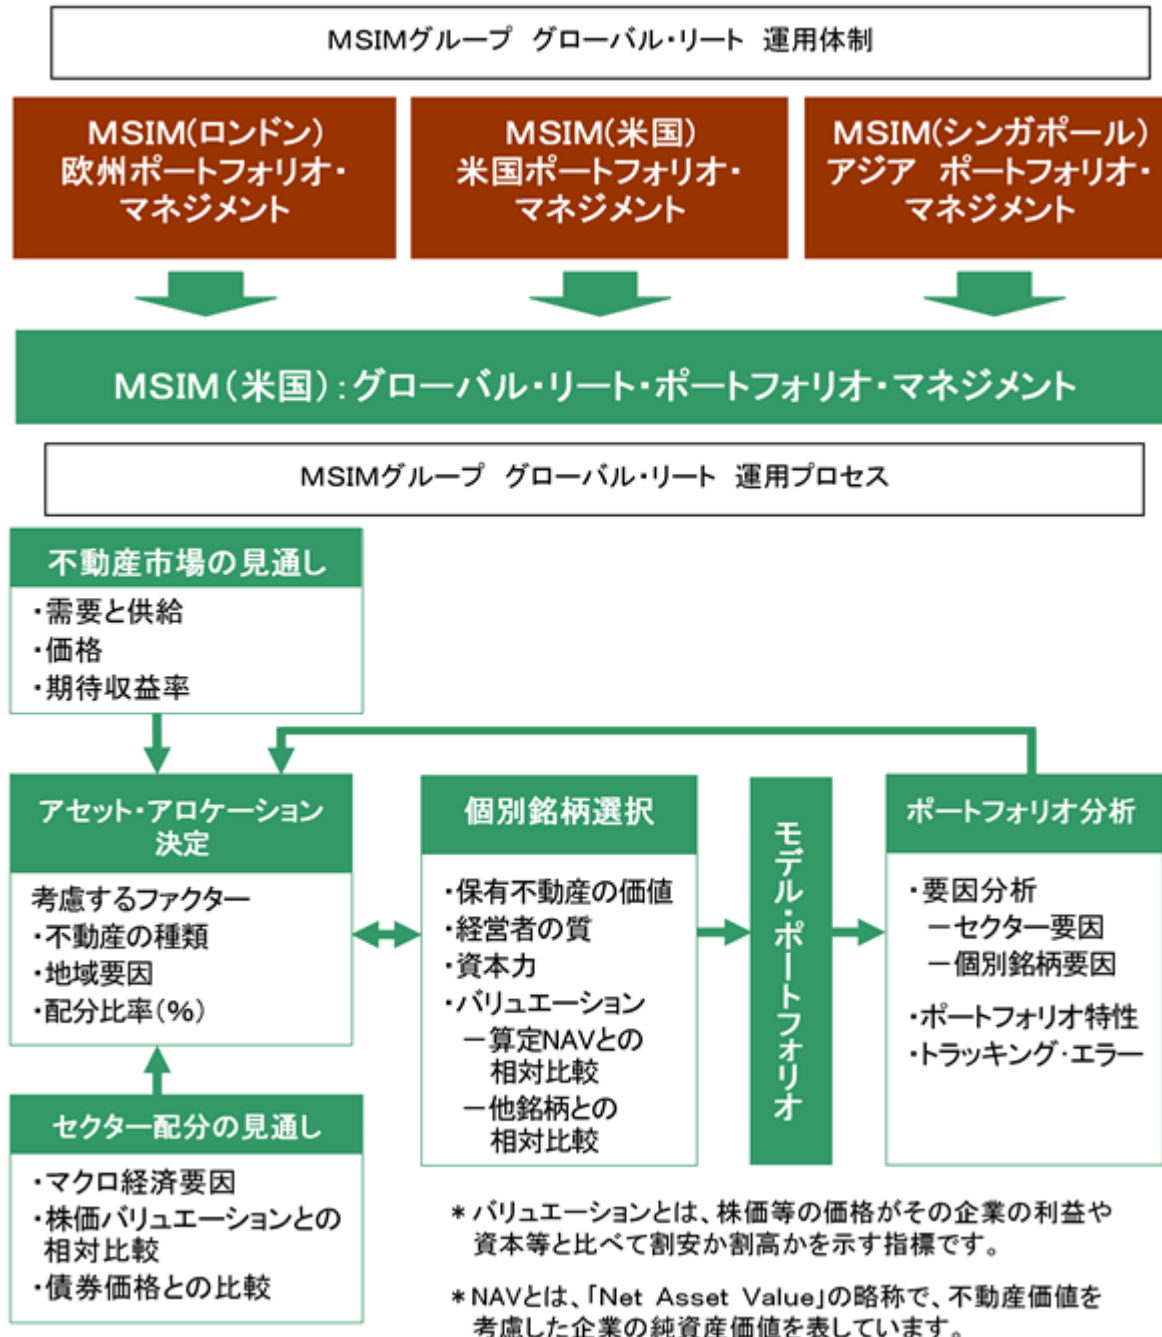 MSIMグループ グローバル・リート 運用体制
MSIM(ロンドン)
欧州ポートフォリオ・
マネジメント
MSIM(米国)
米国ポートフォリオ・
マネジメント
MSIM(シンガポール)
アジア ポートフォリオ・
マネジメント
MSIM(米国):グローバル・リート・ポートフォリオ・マネジメント
MSIMグループ グローバル・リート 運用プロセス
不動産市場の見通し
・需要と供給
・価格
・期待収益率
アセット・アロケーション
決定
考慮するファクター
・不動産の種類
・地域要因
・配分比率(%)
セクター配分の見通し
・マクロ経済要因
・株価バリュエーションとの
相対比較
・債券価格との比較
個別銘柄選択
・保有不動産の価値
・経営者の質
・資本力
・バリュエーション
－算定NAVとの
相対比較
－他銘柄との
相対比較
モデル・ポートフォリオ
ポートフォリオ分析
・要因分析
－セクター要因
－個別銘柄要因
・ポートフォリオ特性
・トラッキング・エラー
＊バリュエーションとは、株価等の価格がその企業の利益や
資本等と比べて割安か割高かを示す指標です。
＊NAVとは、「Net Asset Value」の略称で、不動産価値を
考慮した企業の純資産価値を表しています。